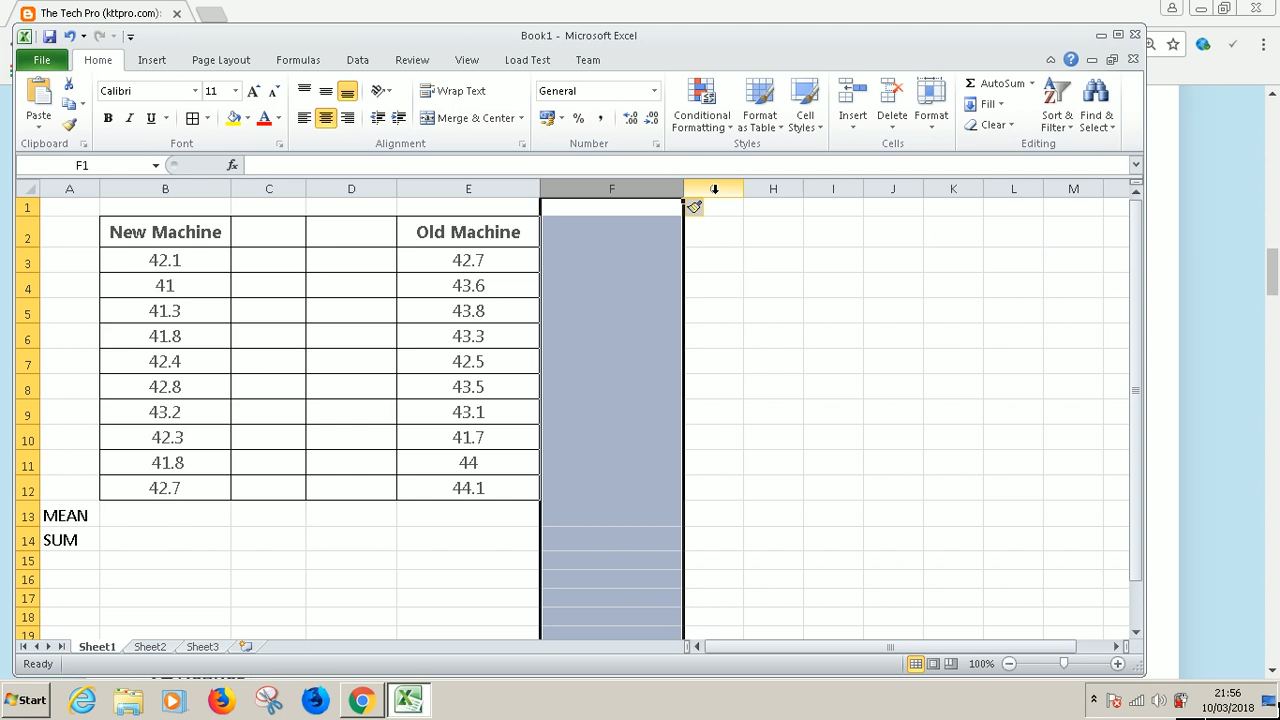 The Tech Pro (kttpro.com):
Book1 - Microsoft Excel
File Home Insert Page Layout Formulas Data Review View Load Test Team
Calibri 11 Wrap Text General AutoSum
Paste B I U Merge & Center % , Conditional Formatting Format as Table Cell Styles Insert Delete Format Fill Clear Sort & Filter Find & Select
Clipboard Font Alignment Number Styles Cells Editing
F1 fx
A B C D E F H I J K L M
1
2 New Machine Old Machine
3 42.1 42.7
4 41 43.6
5 41.3 43.8
6 41.8 43.3
7 42.4 42.5
8 42.8 43.5
9 43.2 43.1
10 42.3 41.7
11 41.8 44
12 42.7 44.1
13 MEAN
14 SUM
15
16
17
18
19
Sheet1 Sheet2 Sheet3
Ready 100%
Start 21:56
10/03/2018